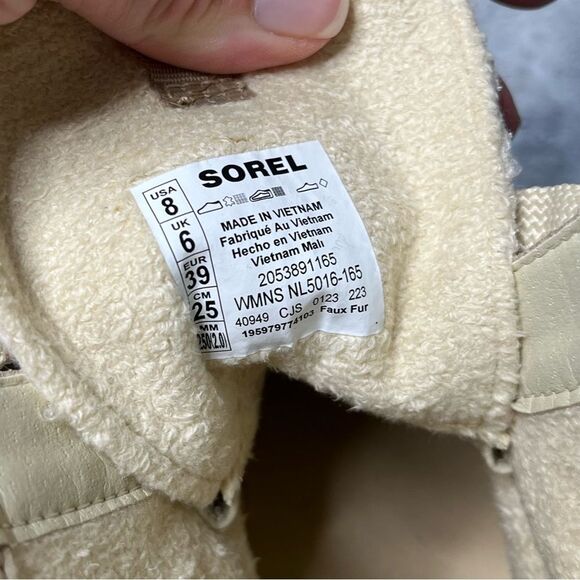 SOREL
USA
8
UK
6
EUR
39
CM
25
MM
250(2.0)
MADE IN VIETNAM
Fabriqué Au Vietnam
Hecho en Vietnam
Vietnam Malı
2053891165
WMNS NL5016-165
40949 CJS 0123 223
195979774103 Faux Fur